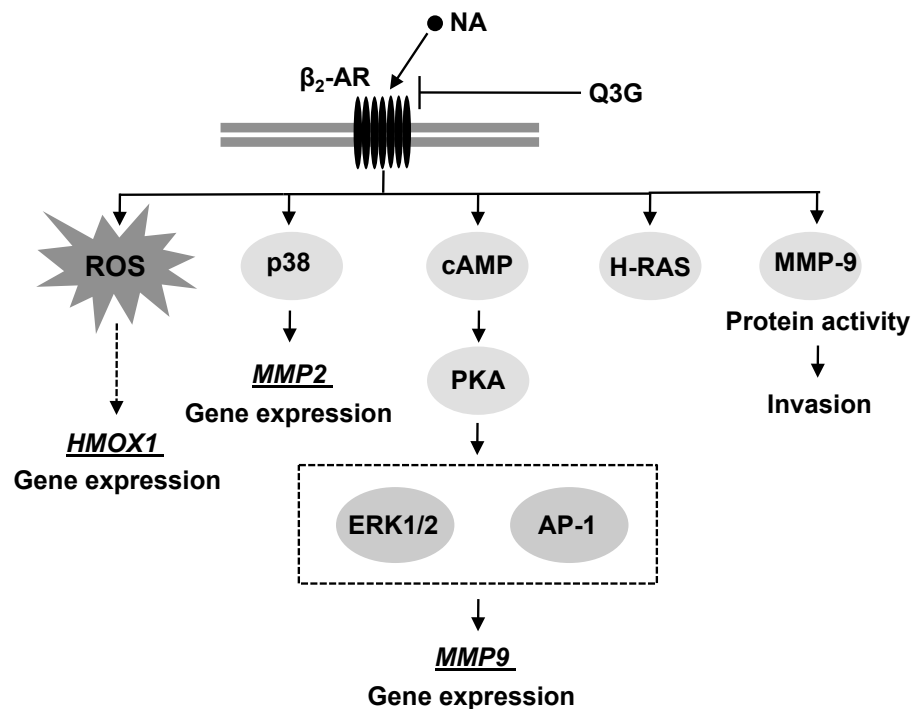 NA
β₂-AR
Q3G
ROS
p38
cAMP
H-RAS
MMP-9
Protein activity
MMP2
Gene expression
PKA
Invasion
HMOX1
Gene expression
ERK1/2
AP-1
MMP9
Gene expression